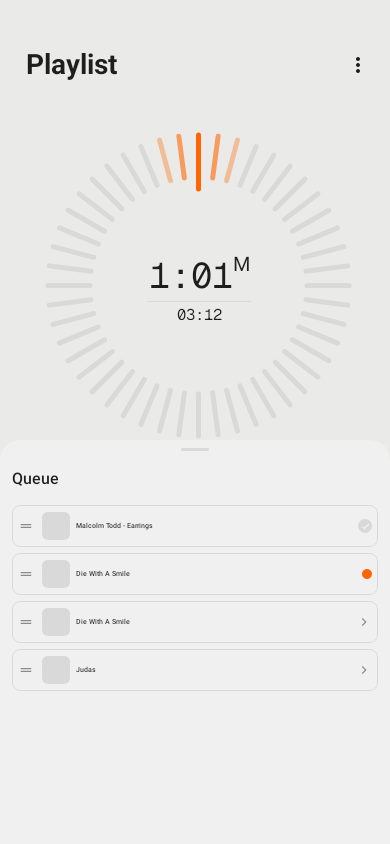 Playlist
1:01M
03:12
Queue
Malcolm Todd - Earrings
Die With A Smile
Die With A Smile
Judas